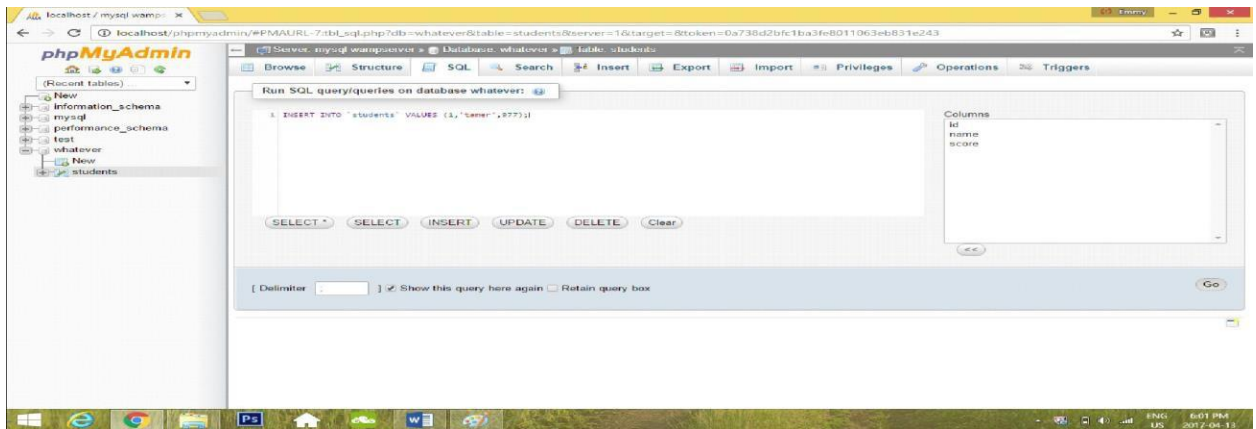 localhost / mysql wamps
Emmy
localhost/phpmyadmin/#PMAURL-7:tbl_sql.php?db=whatever&table=students&server=1&target=&token=0a738d2bfc1ba3fe8011063eb831e243
phpMyAdmin
(Recent tables) ...
New
information_schema
mysql
performance_schema
test
whatever
New
students
Server: mysql wampserver » Database: whatever » Table: students
Browse Structure SQL Search Insert Export Import Privileges Operations Triggers
Run SQL query/queries on database whatever:
1 INSERT INTO `students` VALUES (1,'tamer',977);
Columns
id
name
score
SELECT * SELECT INSERT UPDATE DELETE Clear
<<
[ Delimiter ; ] Show this query here again Retain query box
Go
Ps
ENG
US
6:01 PM
2017-04-13